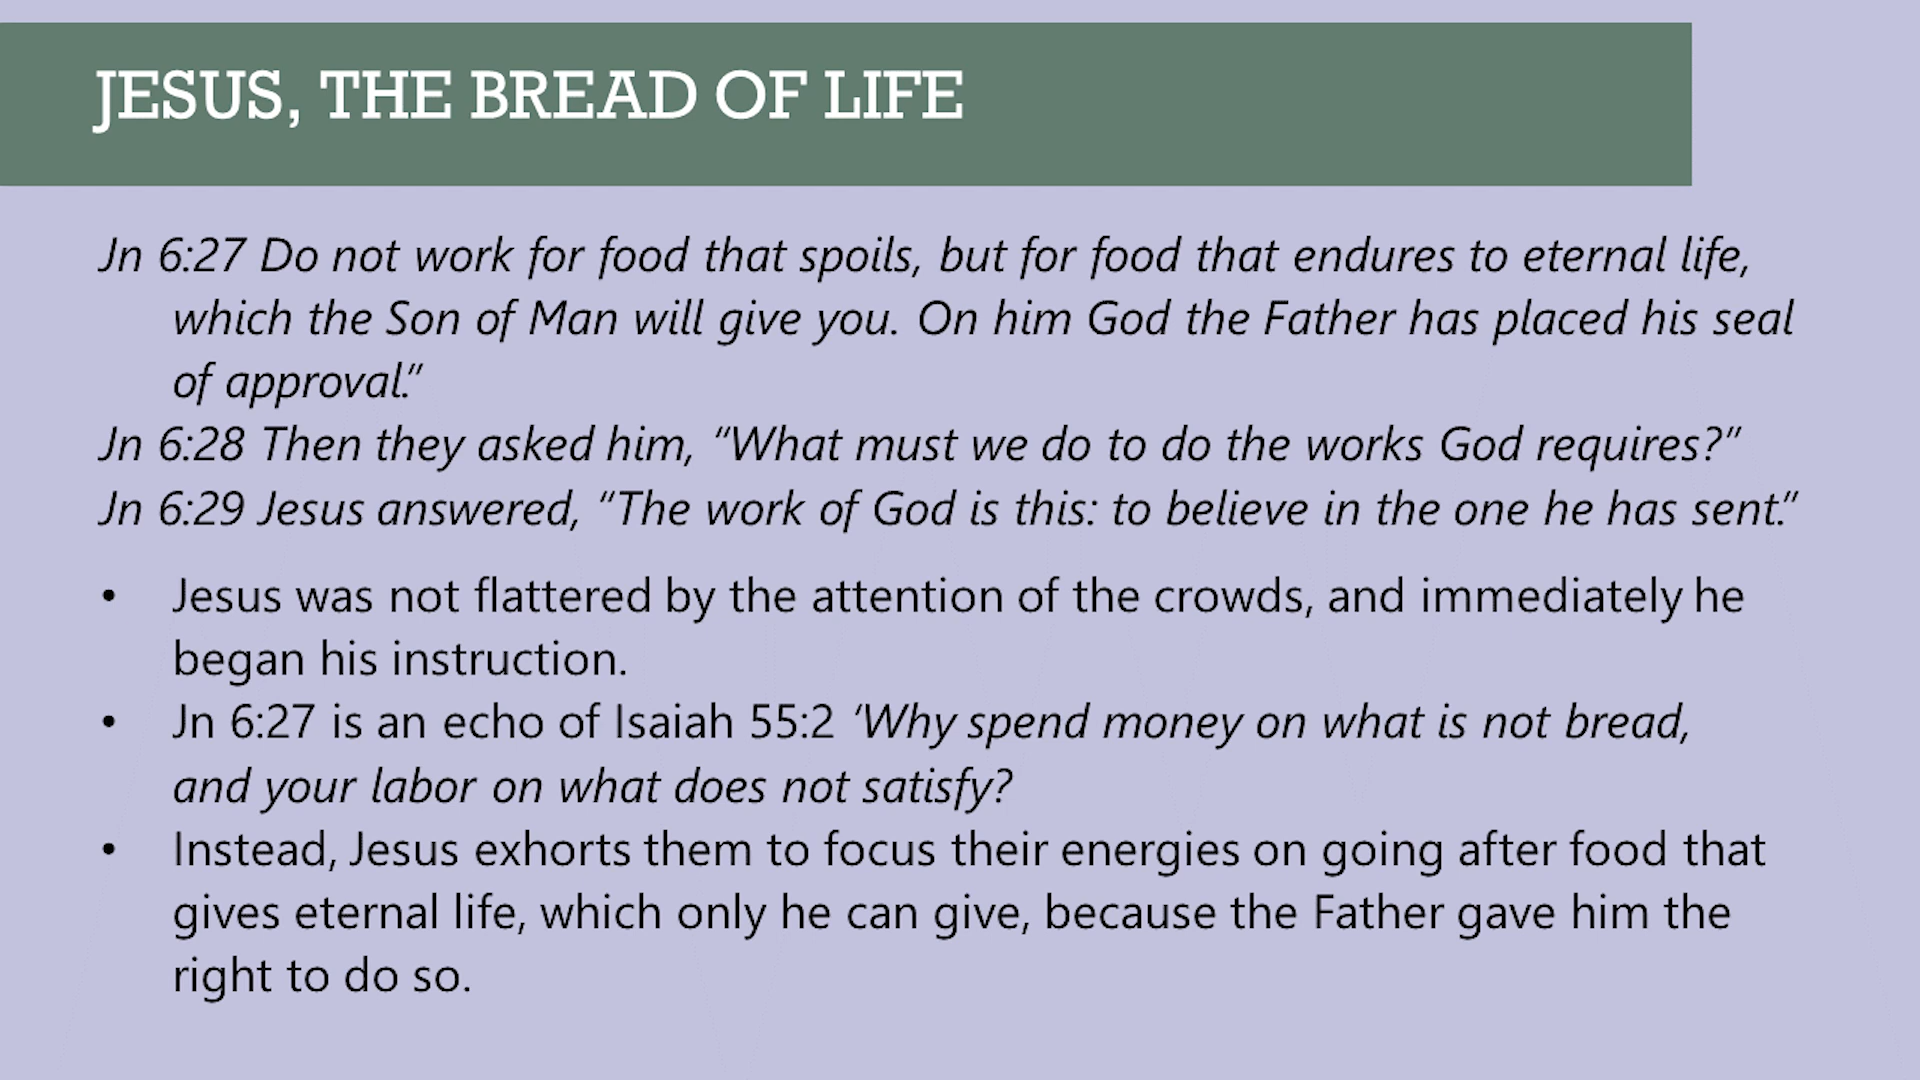 JESUS, THE BREAD OF LIFE
Jn 6:27 Do not work for food that spoils, but for food that endures to eternal life,
which the Son of Man will give you. On him God the Father has placed his seal
of approval.”
Jn 6:28 Then they asked him, “What must we do to do the works God requires?”
Jn 6:29 Jesus answered, “The work of God is this: to believe in the one he has sent.”
• Jesus was not flattered by the attention of the crowds, and immediately he
began his instruction.
• Jn 6:27 is an echo of Isaiah 55:2 ‘Why spend money on what is not bread,
and your labor on what does not satisfy?
• Instead, Jesus exhorts them to focus their energies on going after food that
gives eternal life, which only he can give, because the Father gave him the
right to do so.